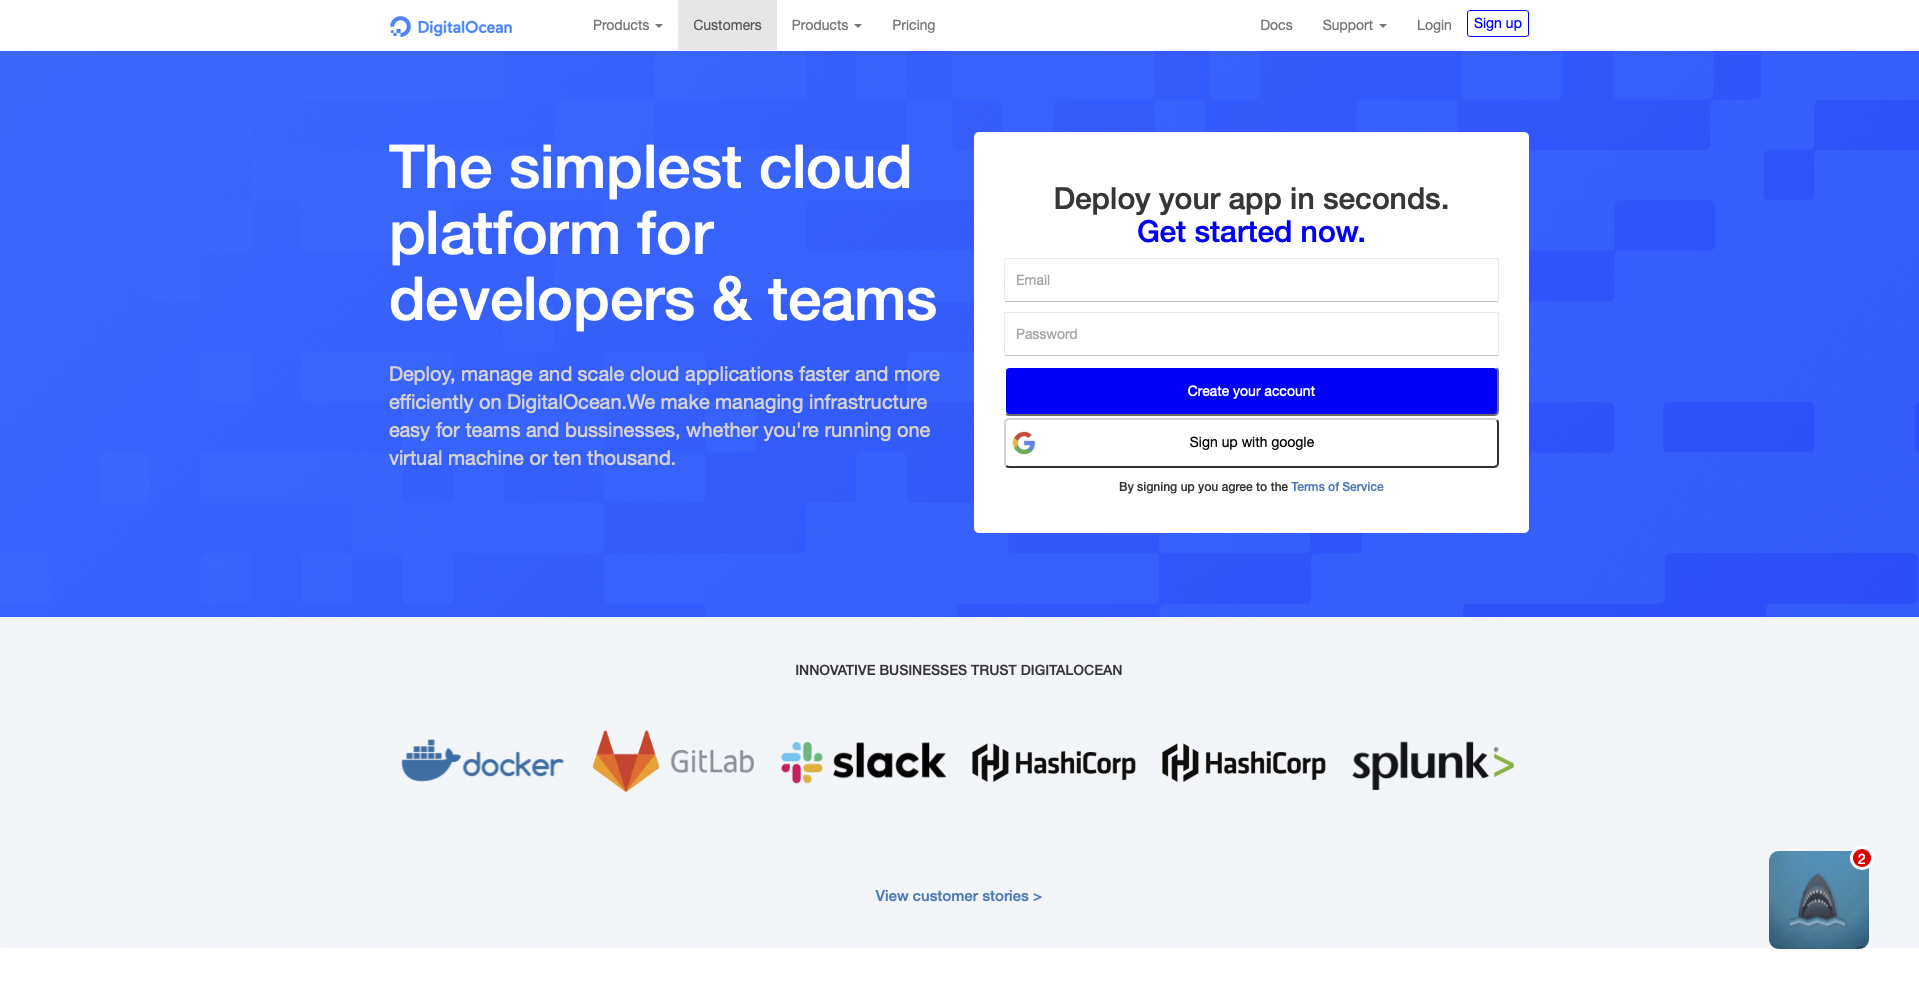 DigitalOcean
Products
Customers
Products
Pricing
Docs
Support
Login
Sign up
The simplest cloud
platform for
developers & teams
Deploy, manage and scale cloud applications faster and more
efficiently on DigitalOcean.We make managing infrastructure
easy for teams and bussinesses, whether you're running one
virtual machine or ten thousand.
Deploy your app in seconds.
Get started now.
Email
Password
Create your account
Sign up with google
By signing up you agree to the Terms of Service
INNOVATIVE BUSINESSES TRUST DIGITALOCEAN
docker
GitLab
slack
HashiCorp
HashiCorp
splunk>
View customer stories >
2